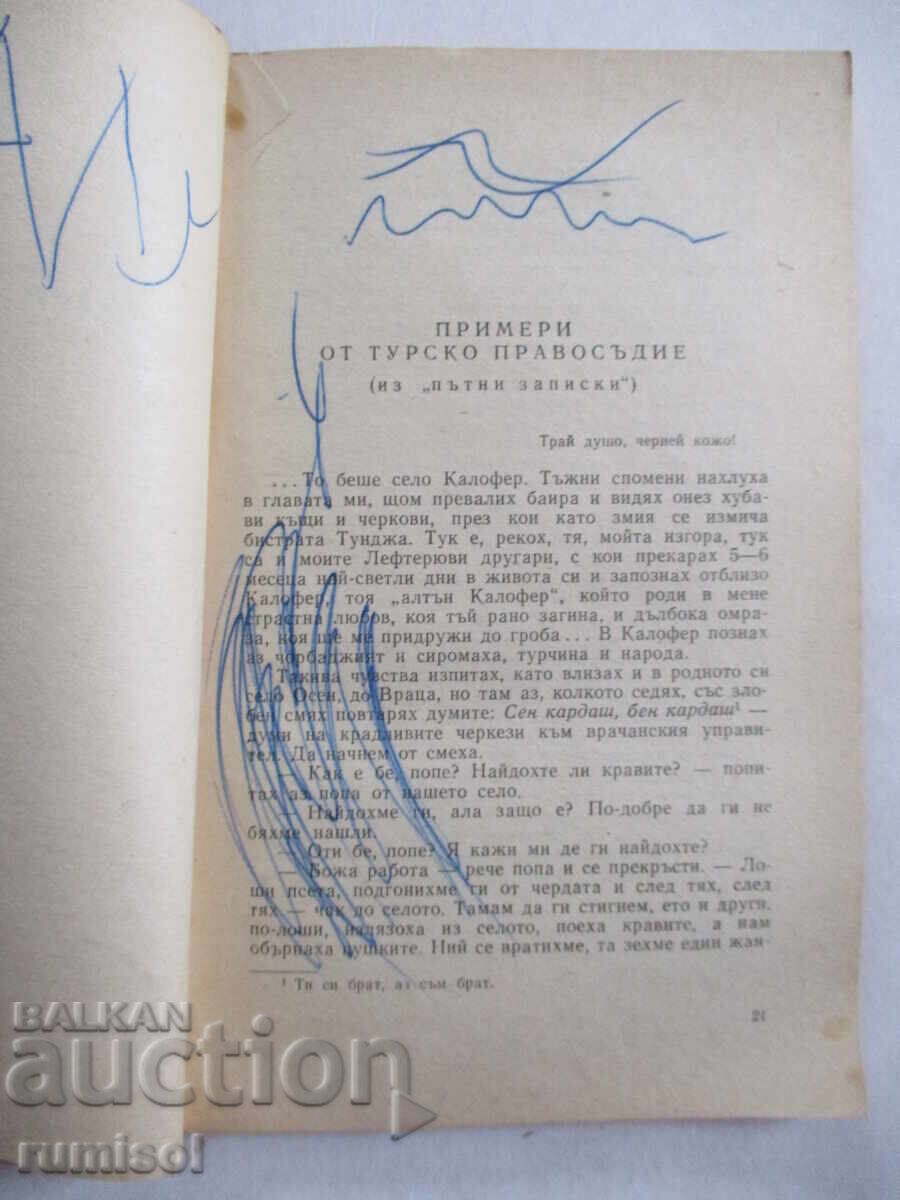 ПРИМЕРИ
ОТ ТУРСКО ПРАВОСЪДИЕ
(из „пътни записки“)
Трай душо, черней кожо!
...То беше село Калофер. Тъжни спомени нахлуха
в главата ми, щом превалих баира и видях онез хуба-
ви къщи и черкови, през кои като змия се измича
бистрата Тунджа. Тук е, рекох, тя, мойта изгора, тук
са и моите Лефтерюви другари, с кои прекарах 5—6
месеца най-светли дни в живота си и запознах отблизо
Калофер, тоя „алтън Калофер“, който роди в мене
страстна любов, коя тъй рано загина, и дълбока омра-
за, коя ще ме придружи до гроба... В Калофер познах
аз чорбаджият и сиромаха, турчина и народа.
Такива чувства изпитах, като влизах и в родното си
село Осен, до Враца, но там аз, колкото седях, със зло-
бен смях повтарях думите: Сен кардаш, бен кардаш¹ —
думи на крадливите черкези към врачанския управи-
тел. Да начнем от смеха.
— Как е бе, попе? Найдохте ли кравите? — попи-
тах аз попа от нашето село.
— Найдохме ги, ала защо е? По-добре да ги не
бяхме нашли.
— Оти бе, попе? Я кажи ми де ги найдохте?
— Божа работа — рече попа и се прекръсти. — Ло-
ши псета, подгонихме ги от чердата и след тях, след
тях — чак до селото. Тамам да ги стигнем, ето и други,
по-лоши, излязоха из селото, поеха кравите, а нам
обърнаха пушките. Ний се вратихме, та зехме един жан-
¹ Ти си брат, аз съм брат.
21
BALKAN
auction
rumisol